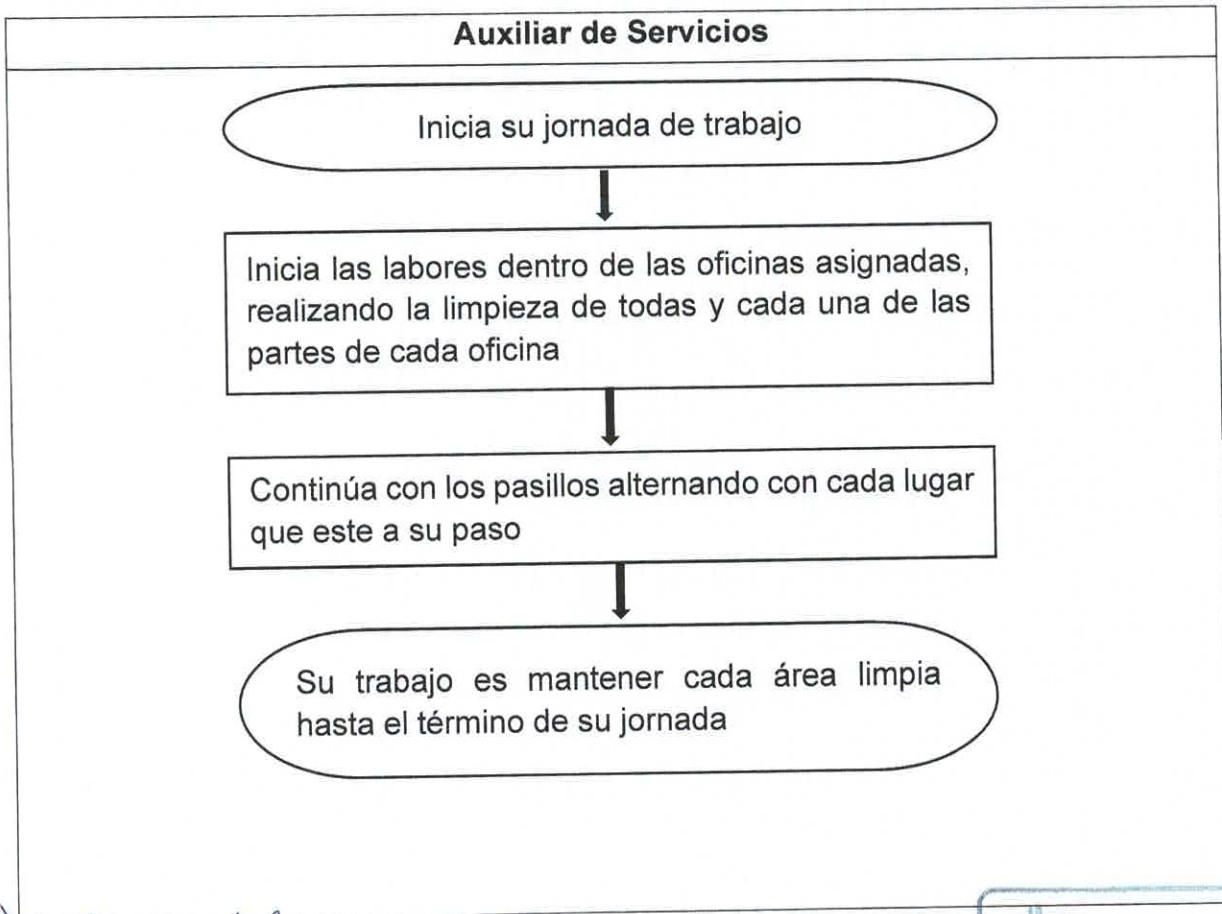 Auxiliar de Servicios
Inicia su jornada de trabajo
Inicia las labores dentro de las oficinas asignadas,
realizando la limpieza de todas y cada una de las
partes de cada oficina
Continúa con los pasillos alternando con cada lugar
que este a su paso
Su trabajo es mantener cada área limpia
hasta el término de su jornada